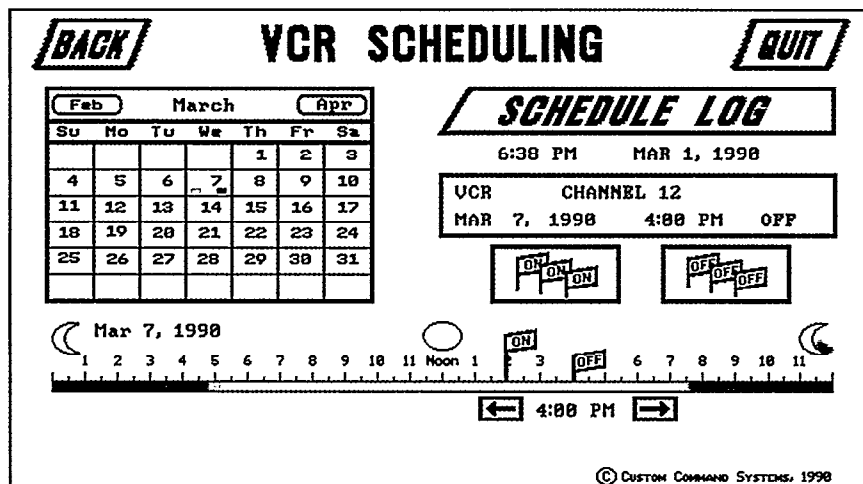 BACK VCR SCHEDULING QUIT
Feb March Apr
Su Mo Tu We Th Fr Sa
1 2 3
4 5 6 7 8 9 10
11 12 13 14 15 16 17
18 19 20 21 22 23 24
25 26 27 28 29 30 31
SCHEDULE LOG
6:38 PM MAR 1, 1990
VCR CHANNEL 12
MAR 7, 1990 4:00 PM OFF
ON ON ON OFF OFF OFF
Mar 7, 1990
ON
1 2 3 4 5 6 7 8 9 10 11 Noon 1 3 OFF 6 7 8 9 10 11
4:00 PM
© CUSTOM COMMAND SYSTEMS, 1990